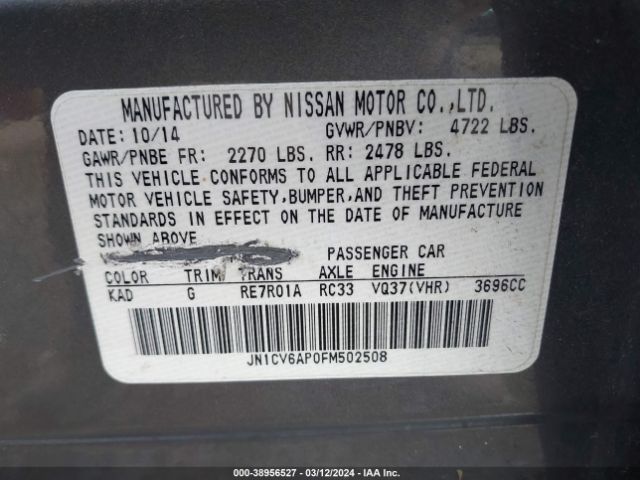 MANUFACTURED BY NISSAN MOTOR CO.,LTD.
DATE: 10/14 GVWR/PNBV: 4722 LBS.
GAWR/PNBE FR: 2270 LBS. RR: 2478 LBS.
THIS VEHICLE CONFORMS TO ALL APPLICABLE FEDERAL
MOTOR VEHICLE SAFETY,BUMPER,AND THEFT PREVENTION
STANDARDS IN EFFECT ON THE DATE OF MANUFACTURE
SHOWN ABOVE
PASSENGER CAR
COLOR TRIM TRANS AXLE ENGINE
KAD G RE7R01A RC33 VQ37(VHR) 3696CC
JN1CV6AP0FM502508
000-38956527 - 03/12/2024 - IAA Inc.